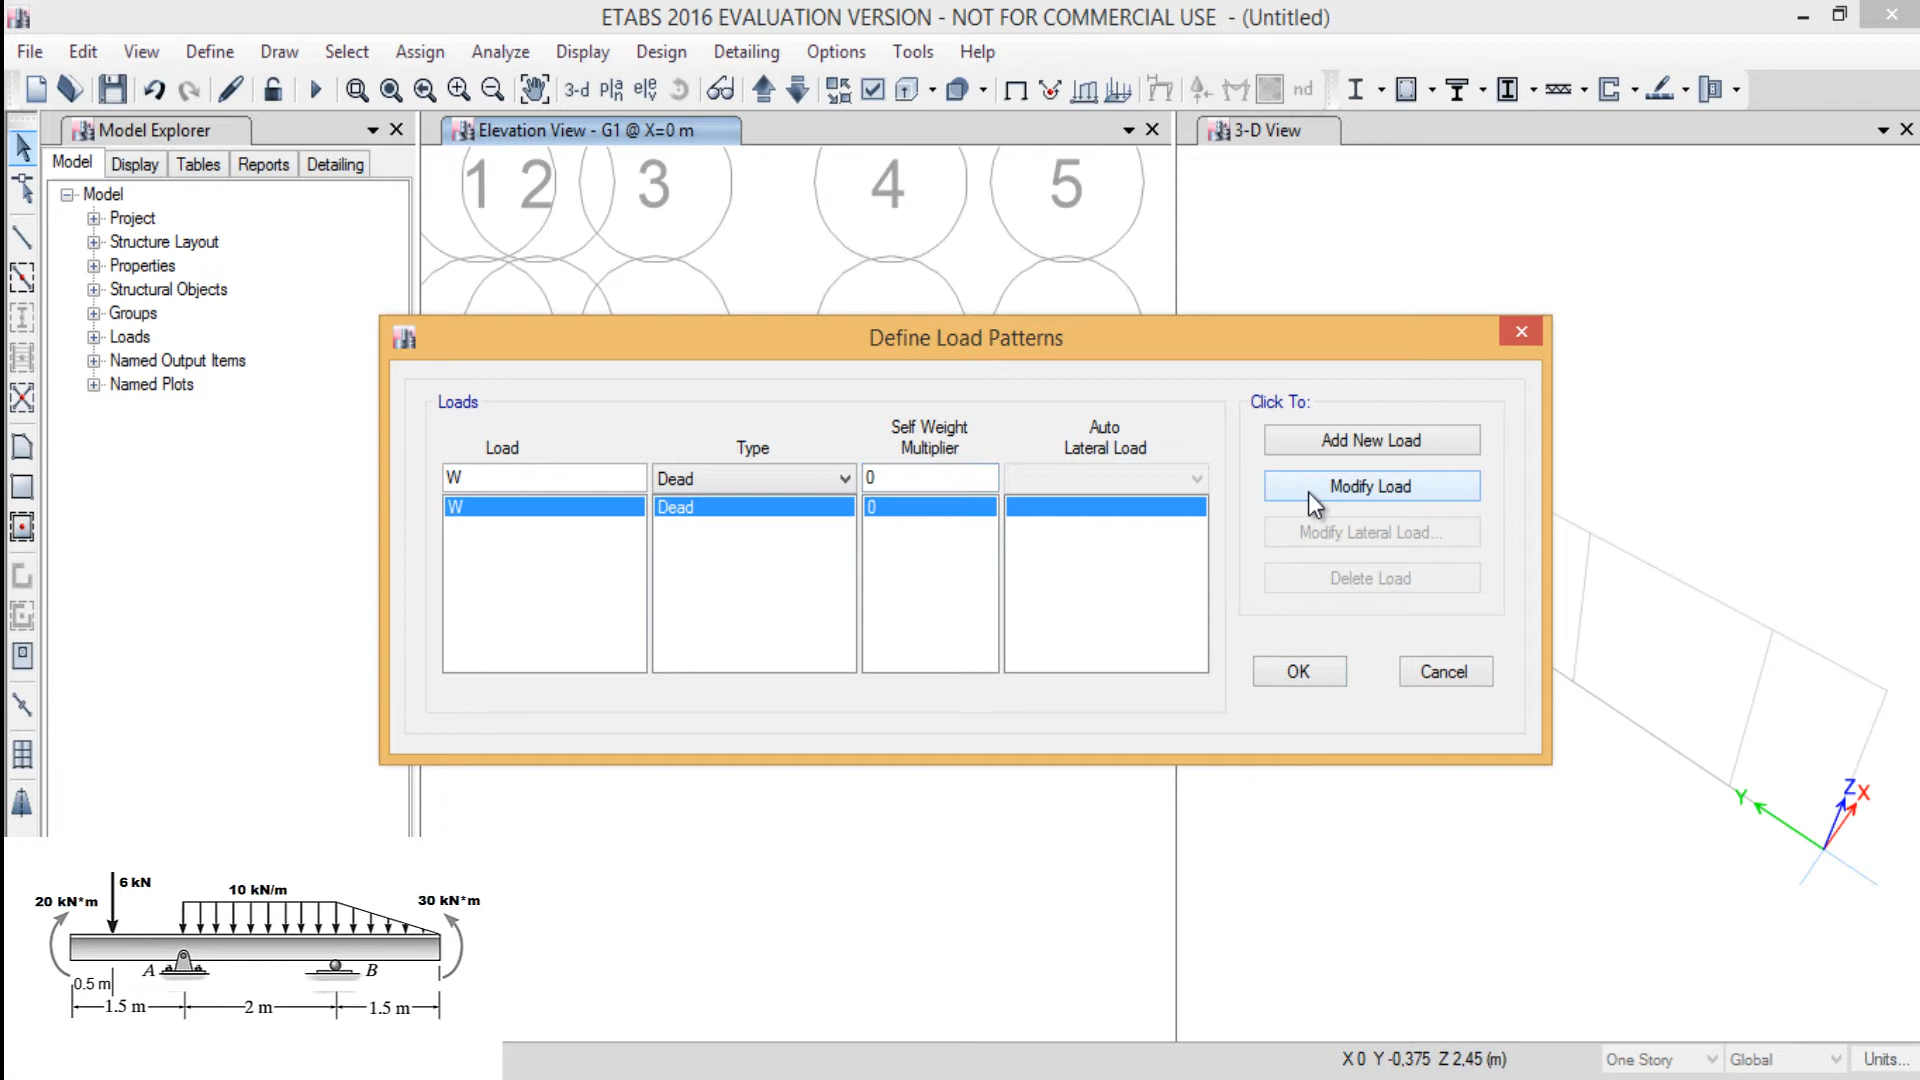 ETABS 2016 EVALUATION VERSION - NOT FOR COMMERCIAL USE - (Untitled)
File Edit View Define Draw Select Assign Analyze Display Design Detailing Options Tools Help
3-d Pla ele nd
Model Explorer
Elevation View - G1 @ X=0 m
3-D View
Model Display Tables Reports Detailing
Model
Project
Structure Layout
Properties
Structural Objects
Groups
Loads
Named Output Items
Named Plots
1 2 3 4 5
Define Load Patterns
Loads
Click To:
Load
Type
Self Weight
Multiplier
Auto
Lateral Load
W Dead 0
W Dead 0
Add New Load
Modify Load
Modify Lateral Load...
Delete Load
OK
Cancel
Y Z X
20 kN*m
6 kN
10 kN/m
30 kN*m
A
B
0.5 m
1.5 m
2 m
1.5 m
X 0 Y -0,375 Z 2,45 (m)
One Story
Global
Units...